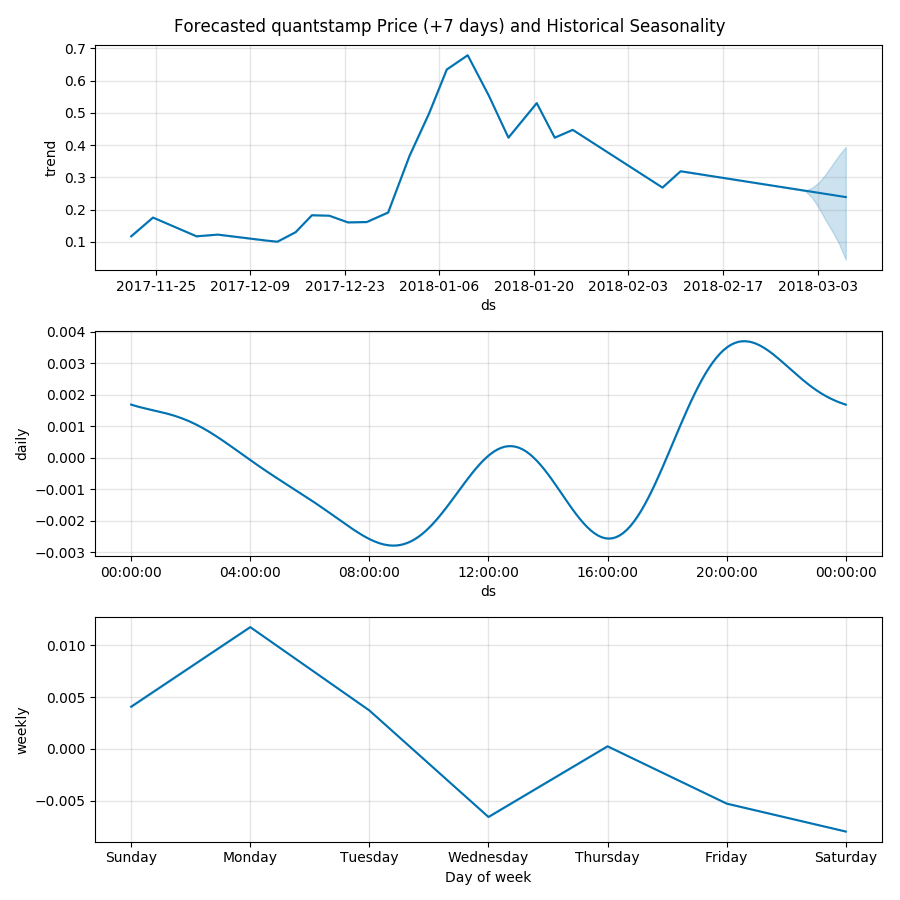 Forecasted quantstamp Price (+7 days) and Historical Seasonality
0.7
0.6
0.5
0.4
0.3
0.2
0.1
trend
2017-11-25 2017-12-09 2017-12-23 2018-01-06 2018-01-20 2018-02-03 2018-02-17 2018-03-03
ds
0.004
0.003
0.002
0.001
0.000
−0.001
−0.002
−0.003
daily
00:00:00 04:00:00 08:00:00 12:00:00 16:00:00 20:00:00 00:00:00
ds
0.010
0.005
0.000
−0.005
weekly
Sunday Monday Tuesday Wednesday Thursday Friday Saturday
Day of week